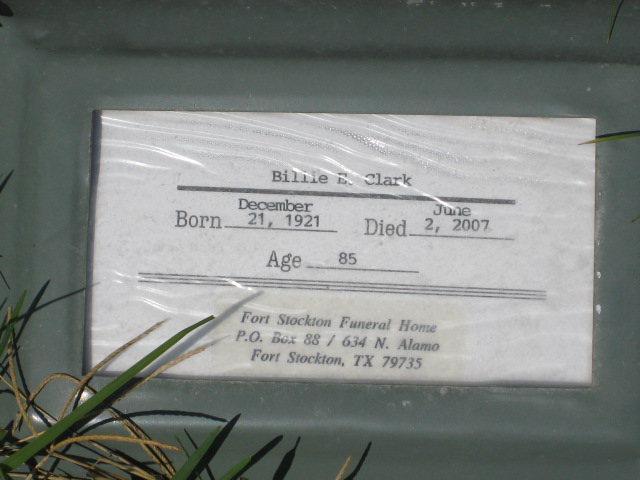 Billie E. Clark
December June
Born 21, 1921 Died 2, 2007
Age 85
Fort Stockton Funeral Home
P.O. Box 88 / 634 N. Alamo
Fort Stockton, TX 79735